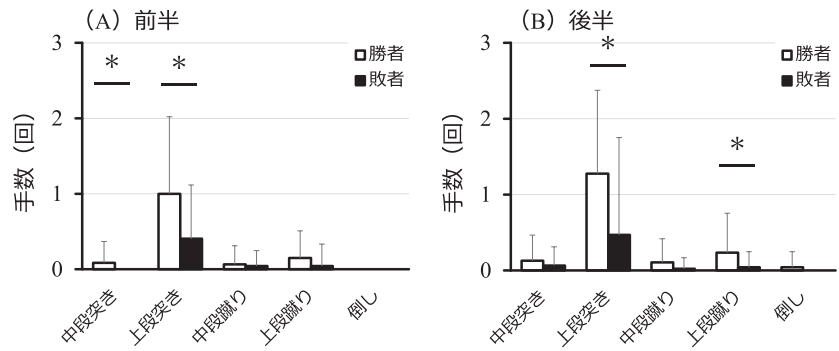 （A）前半
3
2
1
0
手数（回）
*
*
勝者
敗者
中段突き
上段突き
中段蹴り
上段蹴り
倒し
（B）後半
3
2
1
0
手数（回）
*
*
勝者
敗者
中段突き
上段突き
中段蹴り
上段蹴り
倒し